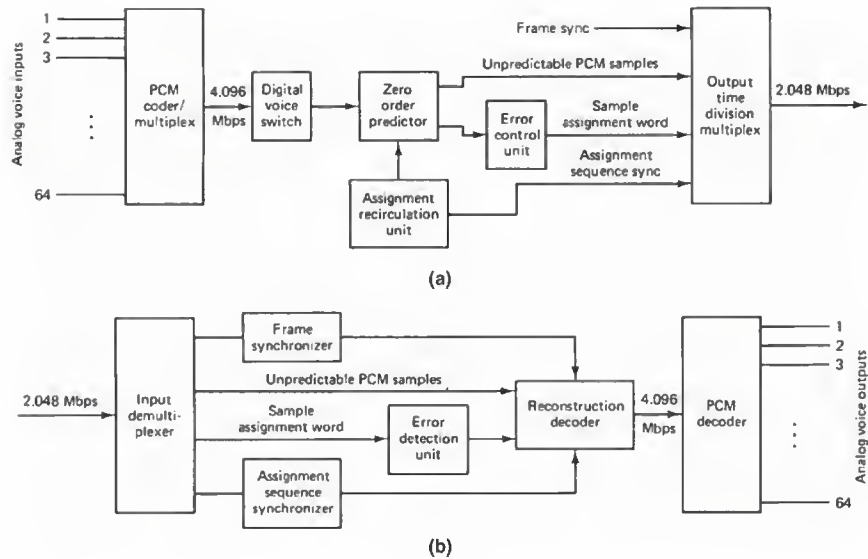 Analog voice inputs
1
2
3
64
PCM
coder/
multiplex
4.096
Mbps
Digital
voice
switch
Zero
order
predictor
Assignment
recirculation
unit
Error
control
unit
Frame sync
Unpredictable PCM samples
Sample
assignment word
Assignment
sequence sync
Output
time
division
multiplex
2.048 Mbps
(a)
2.048 Mbps
Input
demulti-
plexer
Frame
synchronizer
Unpredictable PCM samples
Sample
assignment word
Error
detection
unit
Assignment
sequence
synchronizer
Reconstruction
decoder
4.096
Mbps
PCM
decoder
1
2
3
64
Analog voice outputs
(b)